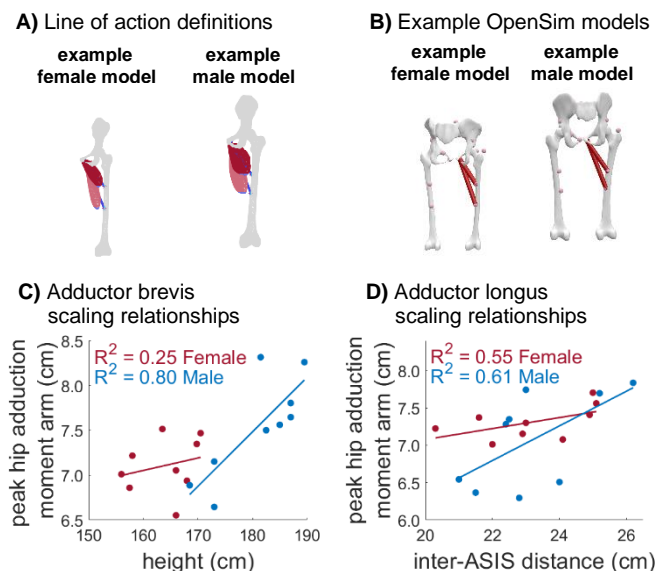 A) Line of action definitions
example
female model
example
male model
B) Example OpenSim models
example
female model
example
male model
C) Adductor brevis
scaling relationships
R² = 0.25 Female
R² = 0.80 Male
peak hip adduction
moment arm (cm)
8.5
8.0
7.5
7.0
6.5
150 160 170 180 190
height (cm)
D) Adductor longus
scaling relationships
R² = 0.55 Female
R² = 0.61 Male
peak hip adduction
moment arm (cm)
8.0
7.5
7.0
6.5
6.0
20 22 24 26
inter-ASIS distance (cm)